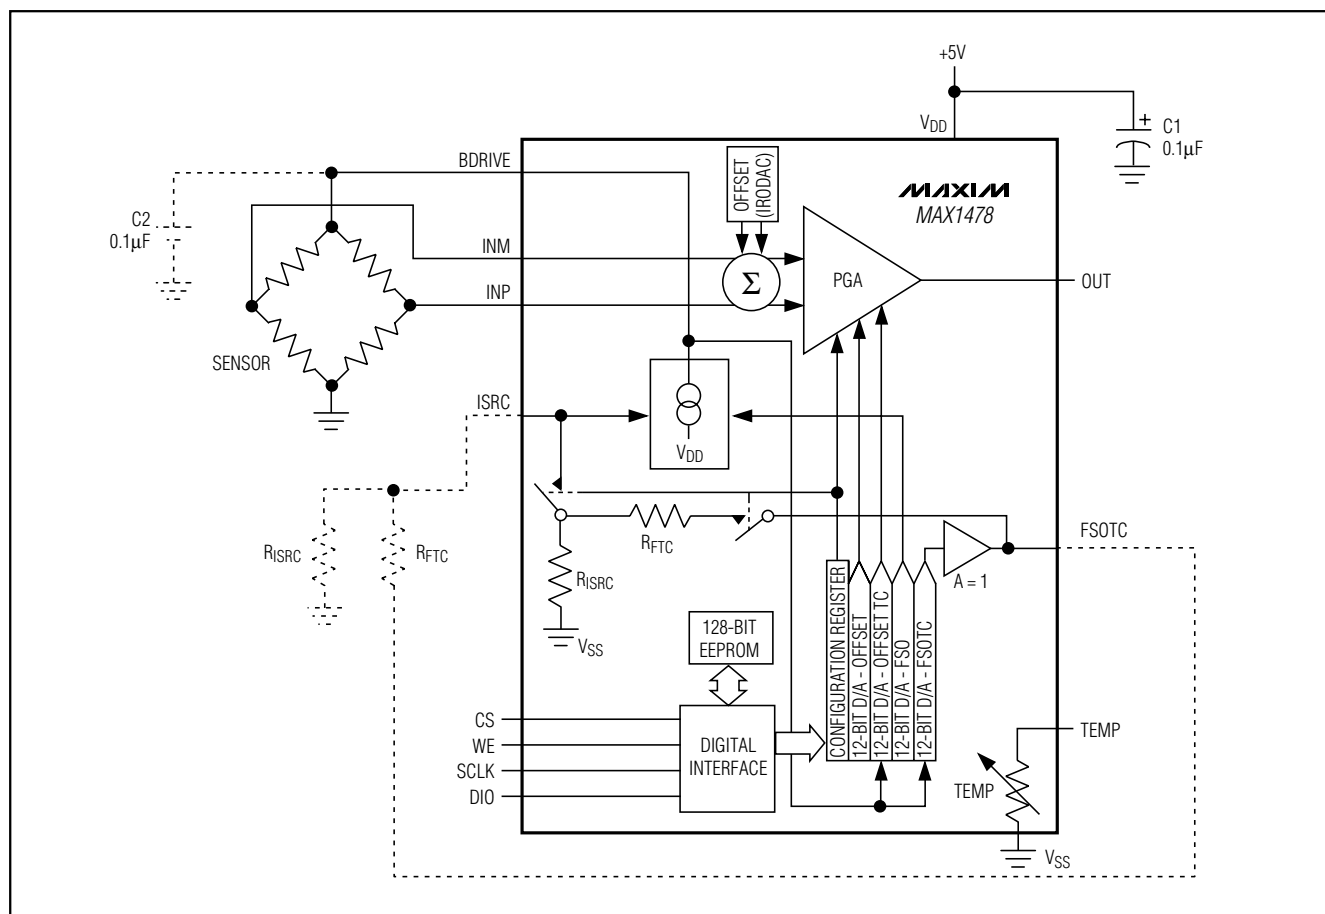 +5V
VDD
C1
0.1µF
BDRIVE
OFFSET
(IRODAC)
MAXIM
MAX1478
C2
0.1µF
INM
Σ
PGA
OUT
INP
SENSOR
ISRC
VDD
RISRC
RFTC
RFTC
RISRC
VSS
A = 1
FSOTC
128-BIT
EEPROM
CONFIGURATION REGISTER
12-BIT D/A - OFFSET
12-BIT D/A - OFFSET TC
12-BIT D/A - FSO
12-BIT D/A - FSOTC
CS
WE
SCLK
DIO
DIGITAL
INTERFACE
TEMP
TEMP
VSS